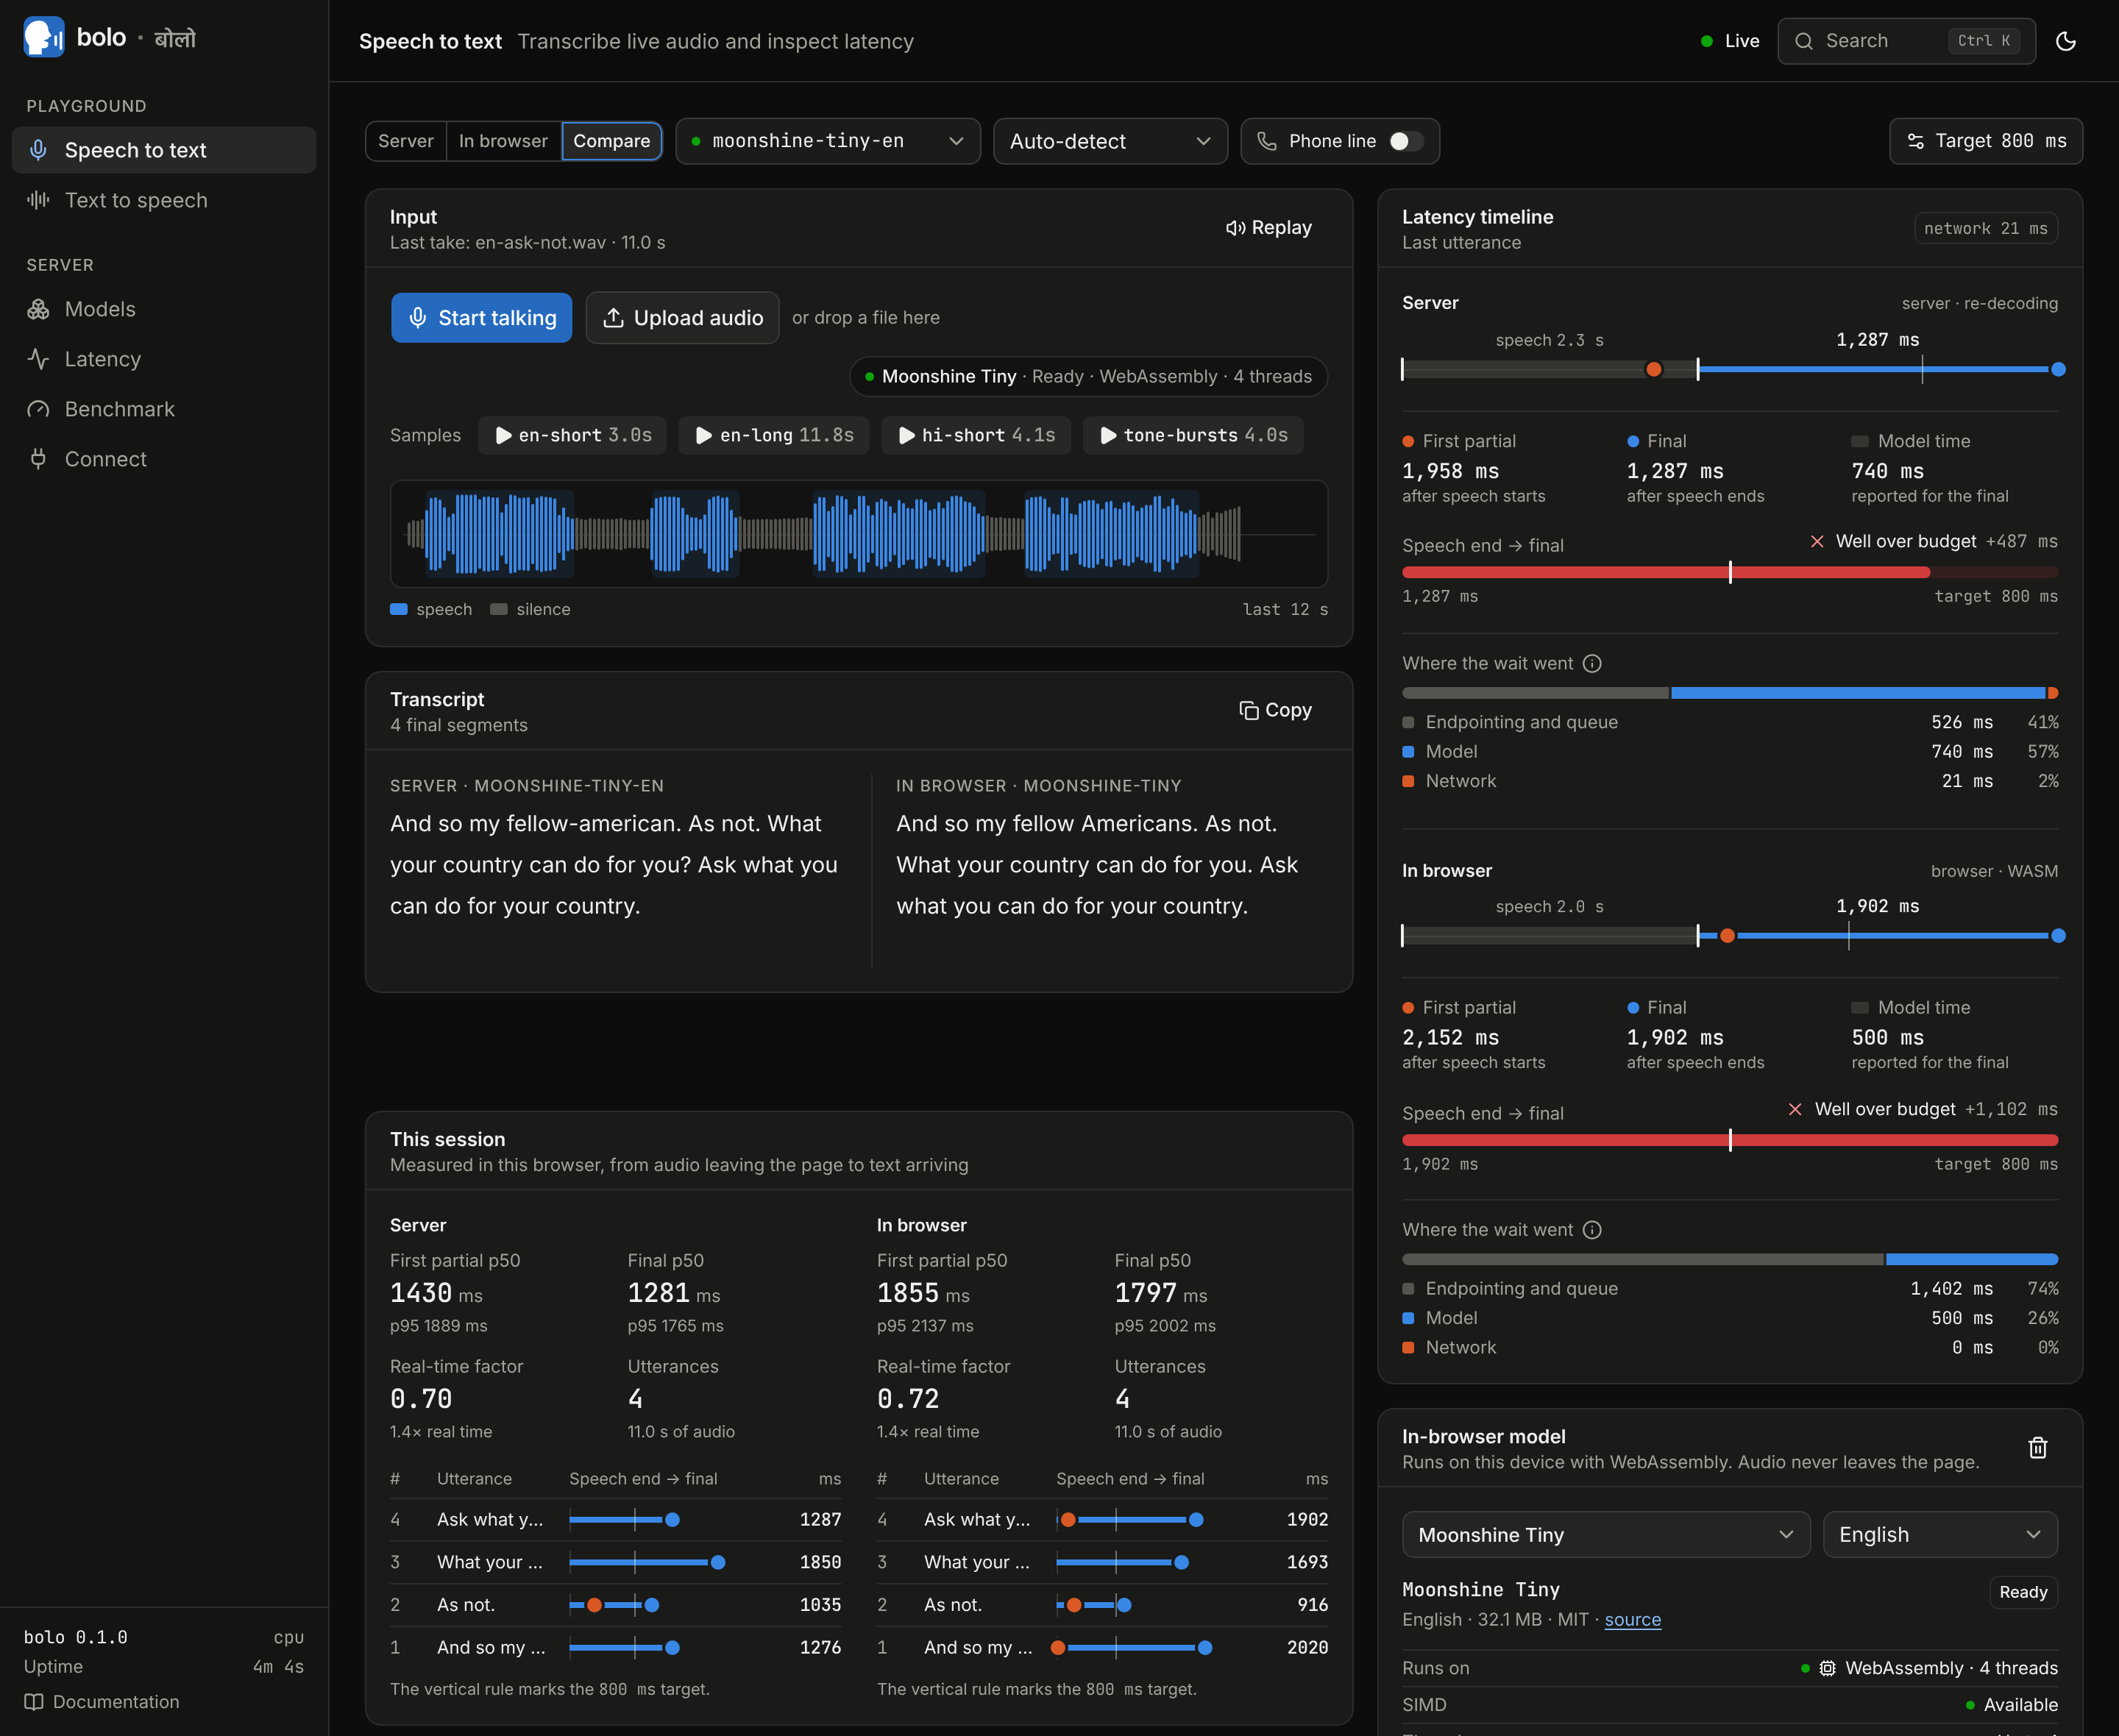 bolo · बोलो
PLAYGROUND
Speech to text
Text to speech
SERVER
Models
Latency
Benchmark
Connect
bolo 0.1.0 cpu
Uptime 4m 4s
Documentation
Speech to text Transcribe live audio and inspect latency
Live
Search Ctrl K
Server In browser Compare
moonshine-tiny-en
Auto-detect
Phone line
Target 800 ms
Input
Last take: en-ask-not.wav · 11.0 s
Replay
Start talking
Upload audio
or drop a file here
Moonshine Tiny · Ready · WebAssembly · 4 threads
Samples en-short 3.0s en-long 11.8s hi-short 4.1s tone-bursts 4.0s
speech silence last 12 s
Transcript
4 final segments
Copy
SERVER · MOONSHINE-TINY-EN
And so my fellow-american. As not. What
your country can do for you? Ask what you
can do for your country.
IN BROWSER · MOONSHINE-TINY
And so my fellow Americans. As not.
What your country can do for you. Ask
what you can do for your country.
This session
Measured in this browser, from audio leaving the page to text arriving
Server
First partial p50 Final p50
1430 ms 1281 ms
p95 1889 ms p95 1765 ms
Real-time factor Utterances
0.70 4
1.4× real time 11.0 s of audio
# Utterance Speech end → final ms
4 Ask what y... 1287
3 What your ... 1850
2 As not. 1035
1 And so my ... 1276
The vertical rule marks the 800 ms target.
In browser
First partial p50 Final p50
1855 ms 1797 ms
p95 2137 ms p95 2002 ms
Real-time factor Utterances
0.72 4
1.4× real time 11.0 s of audio
# Utterance Speech end → final ms
4 Ask what y... 1902
3 What your ... 1693
2 As not. 916
1 And so my ... 2020
The vertical rule marks the 800 ms target.
Latency timeline
Last utterance
network 21 ms
Server server · re-decoding
speech 2.3 s 1,287 ms
First partial Final Model time
1,958 ms 1,287 ms 740 ms
after speech starts after speech ends reported for the final
Speech end → final Well over budget +487 ms
1,287 ms target 800 ms
Where the wait went
Endpointing and queue 526 ms 41%
Model 740 ms 57%
Network 21 ms 2%
In browser browser · WASM
speech 2.0 s 1,902 ms
First partial Final Model time
2,152 ms 1,902 ms 500 ms
after speech starts after speech ends reported for the final
Speech end → final Well over budget +1,102 ms
1,902 ms target 800 ms
Where the wait went
Endpointing and queue 1,402 ms 74%
Model 500 ms 26%
Network 0 ms 0%
In-browser model
Runs on this device with WebAssembly. Audio never leaves the page.
Moonshine Tiny English
Moonshine Tiny Ready
English · 32.1 MB · MIT · source
Runs on WebAssembly · 4 threads
SIMD Available